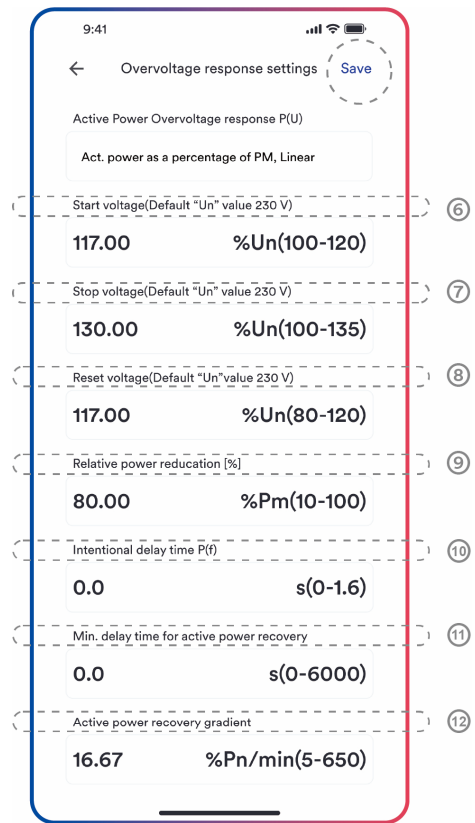 9:41
Overvoltage response settings Save
Active Power Overvoltage response P(U)
Act. power as a percentage of PM, Linear
Start voltage(Default “Un” value 230 V) ⑥
117.00 %Un(100-120)
Stop voltage(Default “Un” value 230 V) ⑦
130.00 %Un(100-135)
Reset voltage(Default “Un”value 230 V) ⑧
117.00 %Un(80-120)
Relative power reducation [%] ⑨
80.00 %Pm(10-100)
Intentional delay time P(f) ⑩
0.0 s(0-1.6)
Min. delay time for active power recovery ⑪
0.0 s(0-6000)
Active power recovery gradient ⑫
16.67 %Pn/min(5-650)